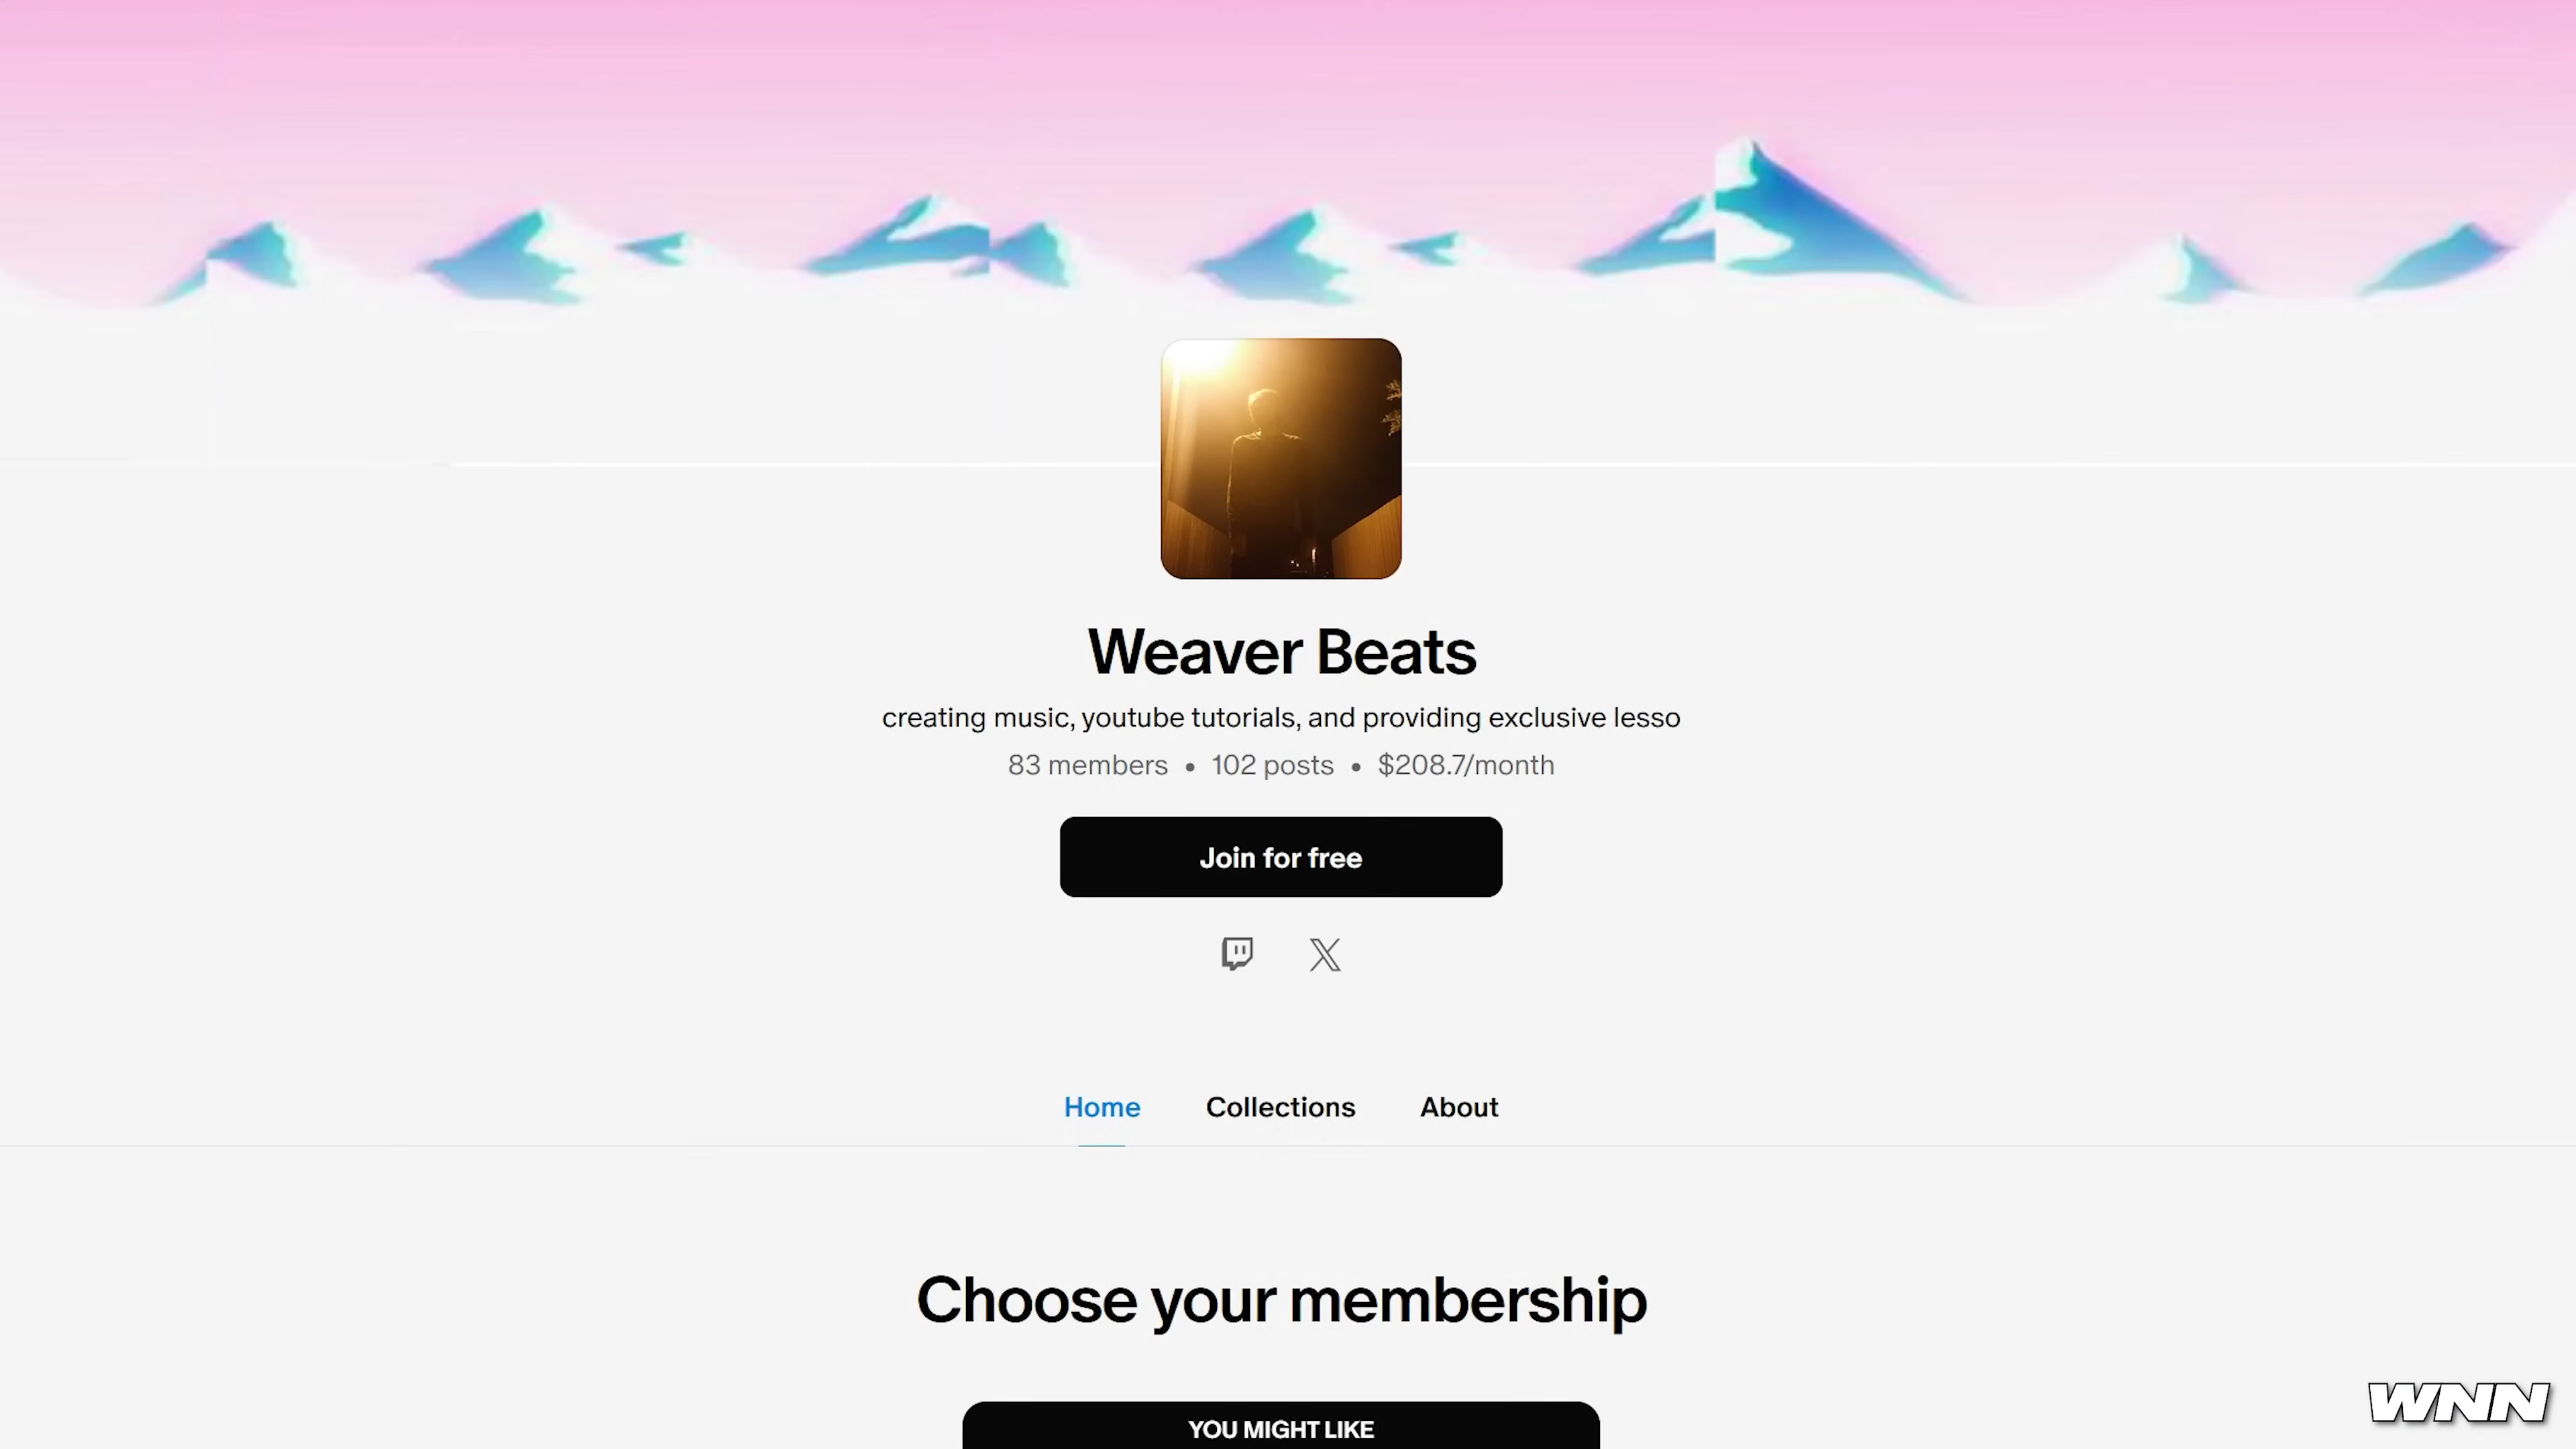 Weaver Beats
creating music, youtube tutorials, and providing exclusive lesso
83 members • 102 posts • $208.7/month
Join for free
Home Collections About
Choose your membership
YOU MIGHT LIKE
WNN